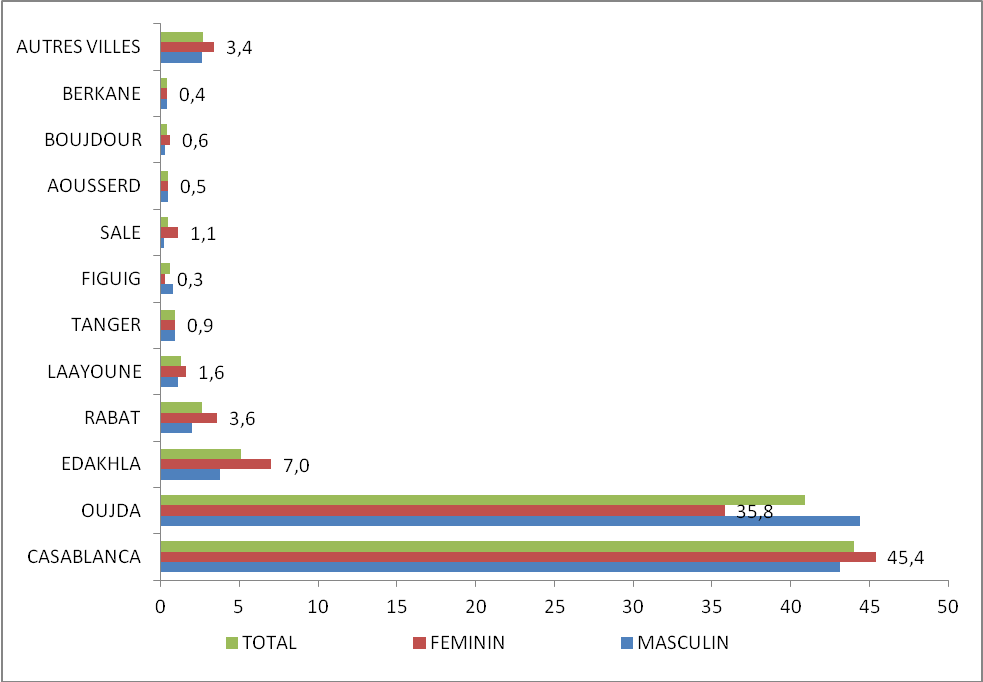 AUTRES VILLES 3,4
BERKANE 0,4
BOUJDOUR 0,6
AOUSSERD 0,5
SALE 1,1
FIGUIG 0,3
TANGER 0,9
LAAYOUNE 1,6
RABAT 3,6
EDAKHLA 7,0
OUJDA 35,8
CASABLANCA 45,4
0 5 10 15 20 25 30 35 40 45 50
TOTAL FEMININ MASCULIN